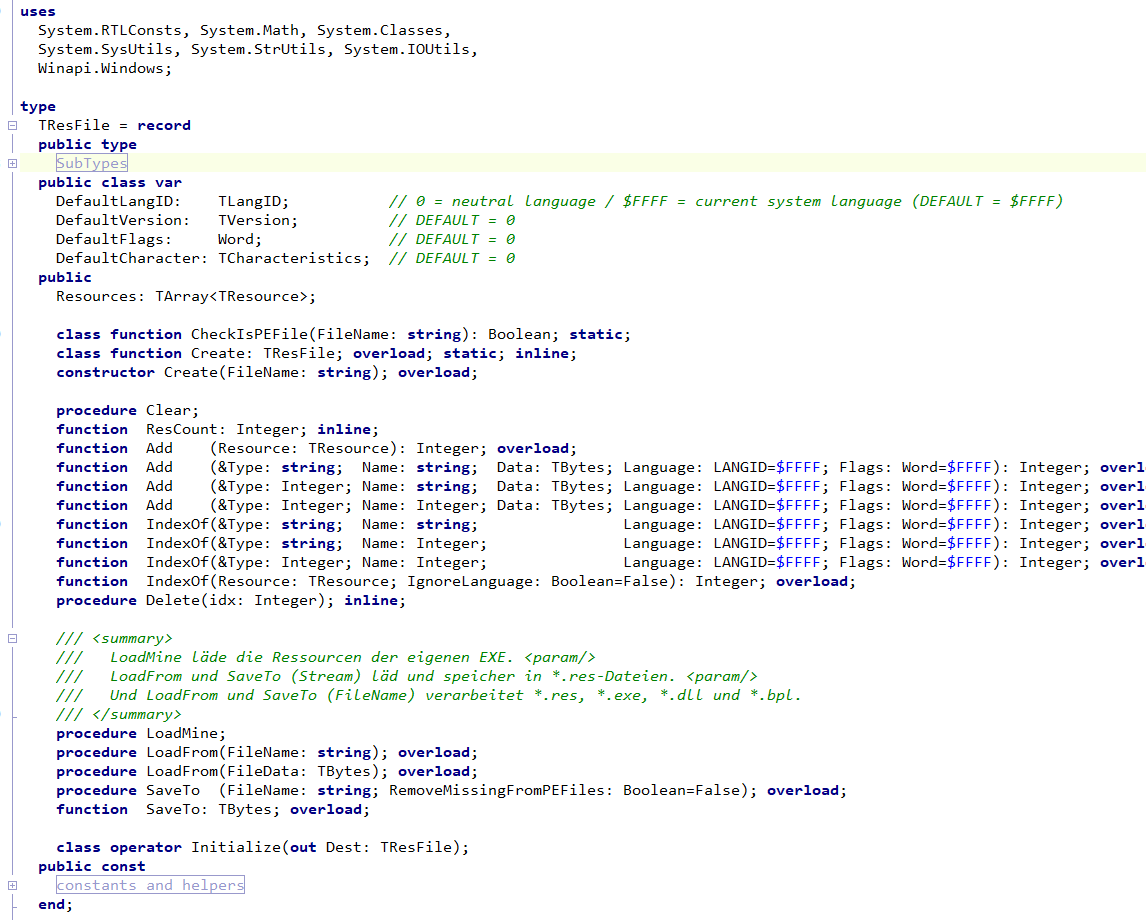 uses
System.RTLConsts, System.Math, System.Classes,
System.SysUtils, System.StrUtils, System.IOUtils,
Winapi.Windows;
type
TResFile = record
public type
SubTypes
public class var
DefaultLangID:    TLangID;           // 0 = neutral language / $FFFF = current system language (DEFAULT = $FFFF)
DefaultVersion:   TVersion;          // DEFAULT = 0
DefaultFlags:     Word;              // DEFAULT = 0
DefaultCharacter: TCharacteristics;  // DEFAULT = 0
public
Resources: TArray<TResource>;
class function CheckIsPEFile(FileName: string): Boolean; static;
class function Create: TResFile; overload; static; inline;
constructor Create(FileName: string); overload;
procedure Clear;
function  ResCount: Integer; inline;
function  Add    (Resource: TResource): Integer; overload;
function  Add    (&Type: string;  Name: string;  Data: TBytes; Language: LANGID=$FFFF; Flags: Word=$FFFF): Integer; overl
function  Add    (&Type: Integer; Name: string;  Data: TBytes; Language: LANGID=$FFFF; Flags: Word=$FFFF): Integer; overl
function  Add    (&Type: Integer; Name: Integer; Data: TBytes; Language: LANGID=$FFFF; Flags: Word=$FFFF): Integer; overl
function  IndexOf(&Type: string;  Name: string;                Language: LANGID=$FFFF; Flags: Word=$FFFF): Integer; overl
function  IndexOf(&Type: string;  Name: Integer;               Language: LANGID=$FFFF; Flags: Word=$FFFF): Integer; overl
function  IndexOf(&Type: Integer; Name: Integer;               Language: LANGID=$FFFF; Flags: Word=$FFFF): Integer; overl
function  IndexOf(Resource: TResource; IgnoreLanguage: Boolean=False): Integer; overload;
procedure Delete(idx: Integer); inline;
/// <summary>
///   LoadMine läde die Ressourcen der eigenen EXE. <param/>
///   LoadFrom und SaveTo (Stream) läd und speicher in *.res-Dateien. <param/>
///   Und LoadFrom und SaveTo (FileName) verarbeitet *.res, *.exe, *.dll und *.bpl.
/// </summary>
procedure LoadMine;
procedure LoadFrom(FileName: string); overload;
procedure LoadFrom(FileData: TBytes); overload;
procedure SaveTo  (FileName: string; RemoveMissingFromPEFiles: Boolean=False); overload;
function  SaveTo: TBytes; overload;
class operator Initialize(out Dest: TResFile);
public const
constants and helpers
end;